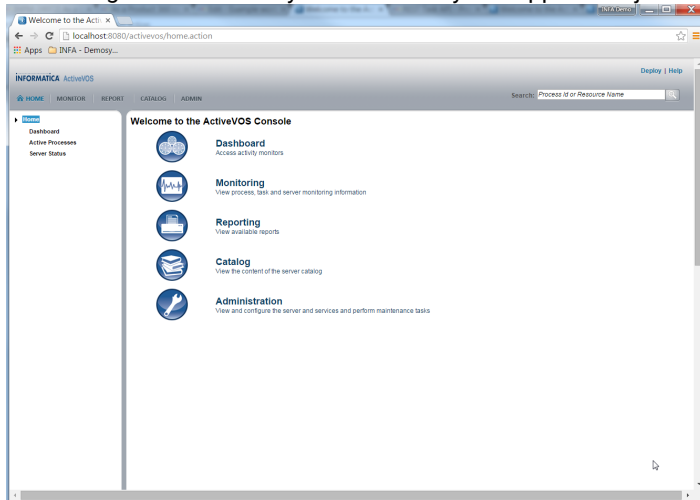 Welcome to the Activ
INFA Demo
localhost:8080/activevos/home.action
Apps INFA - Demosy...
Deploy | Help
INFORMATICA ActiveVOS
HOME MONITOR REPORT CATALOG ADMIN
Search: Process Id or Resource Name
Home
Dashboard
Active Processes
Server Status
Welcome to the ActiveVOS Console
Dashboard
Access activity monitors
Monitoring
View process, task and server monitoring information
Reporting
View available reports
Catalog
View the content of the server catalog
Administration
View and configure the server and services and perform maintenance tasks